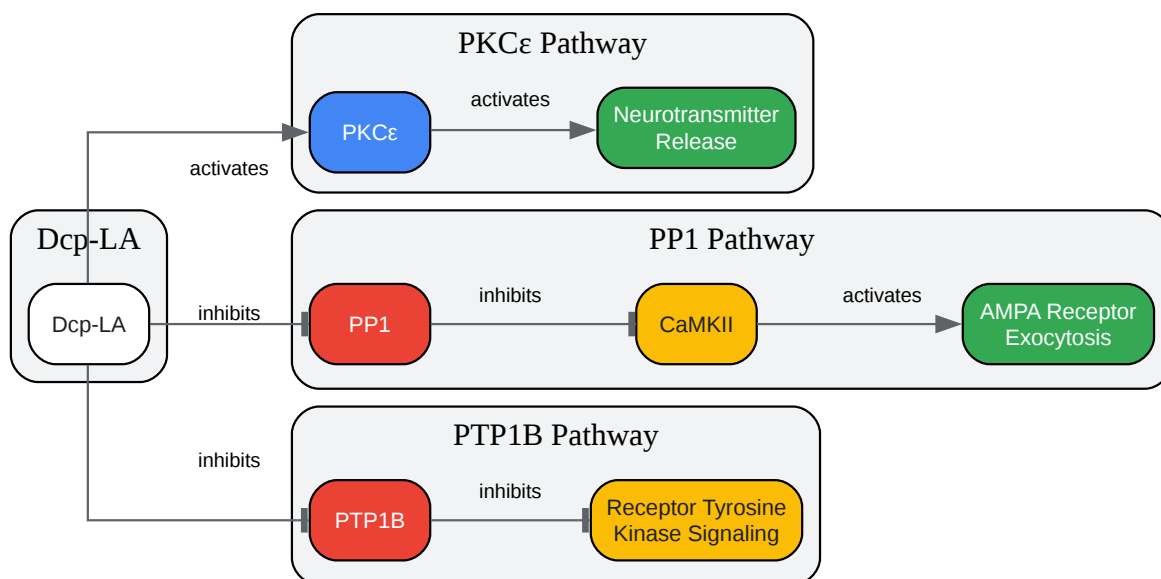 PKCε Pathway
activates
PKCε
Neurotransmitter
Release
activates
Dcp-LA
Dcp-LA
PP1 Pathway
inhibits
PP1
inhibits
CaMKII
activates
AMPA Receptor
Exocytosis
PTP1B Pathway
inhibits
PTP1B
inhibits
Receptor Tyrosine
Kinase Signaling